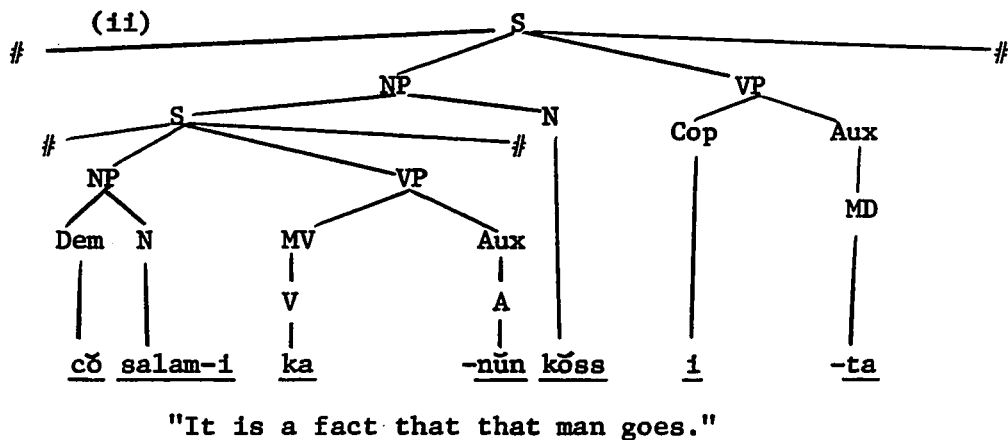 (ii) S
# #
NP VP
S N Cop Aux
# #
NP VP MD
Dem N MV Aux
V A
cŏ salam-i ka -nŭn kŏss i -ta
"It is a fact that that man goes."